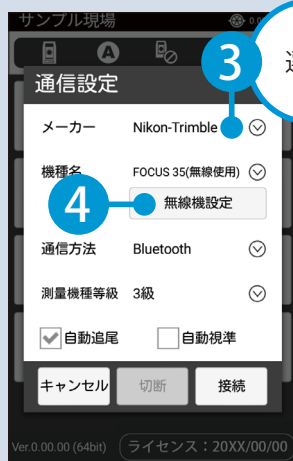 サンプル現場
0.0
A
3
通信設定
メーカー Nikon-Trimble
機種名 FOCUS 35(無線使用)
4
無線機設定
通信方法 Bluetooth
測量機種等級 3級
自動追尾 自動視準
キャンセル 切断 接続
Ver.0.00.00 (64bit) ライセンス：20XX/00/00